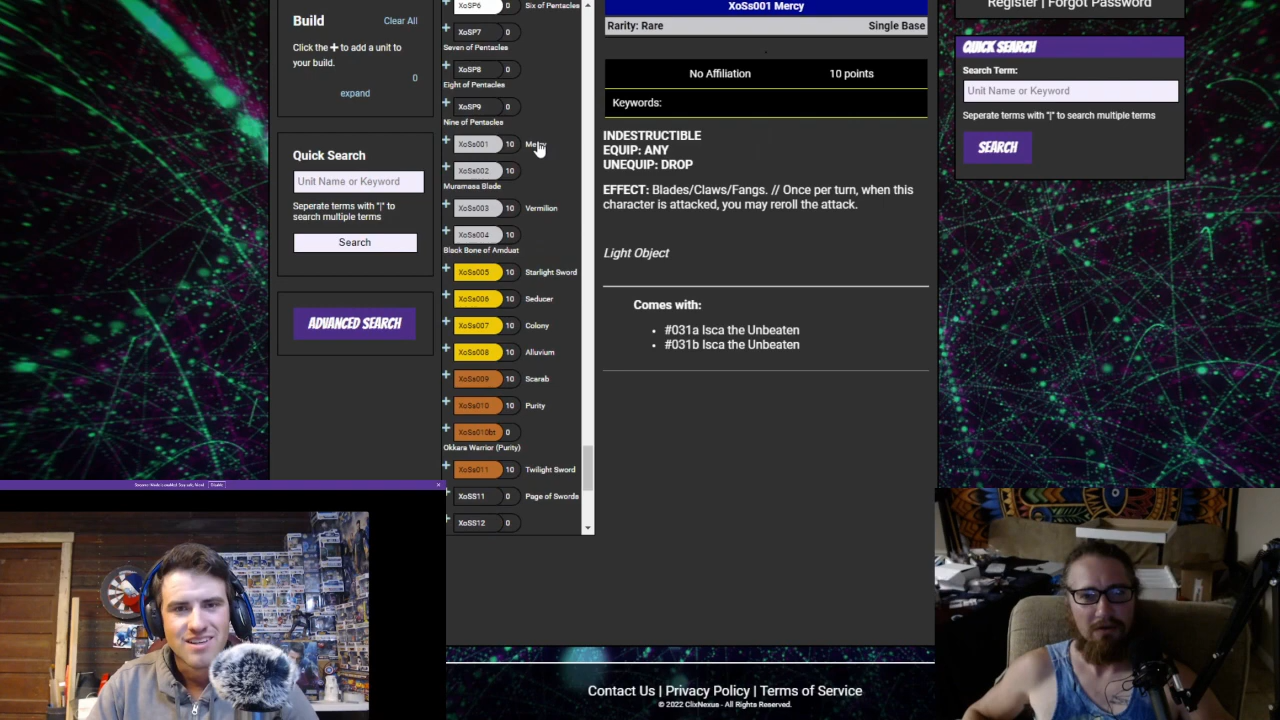 Build
Clear All
Click the + to add a unit to
your build.
0
expand
Quick Search
Unit Name or Keyword
Seperate terms with "|" to
search multiple terms
Search
ADVANCED SEARCH
XoSP6 0 Six of Pentacles
XoSP7 0
Seven of Pentacles
XoSP8 0
Eight of Pentacles
XoSP9 0
Nine of Pentacles
XoSs001 10
XoSs002 10
Muramasa Blade
XoSs003 10 Vermilion
XoSs004 10
Black Bone of Amduat
XoSs005 10 Starlight Sword
XoSs006 10 Seducer
XoSs007 10 Colony
XoSs008 10 Alluvium
XoSs009 10 Scarab
XoSs010 10 Purity
XoSs010bt 0
Okkara Warrior (Purity)
XoSs011 10 Twilight Sword
XoSS11 0 Page of Swords
XoSS12 0
XoSs001 Mercy
Rarity: Rare Single Base
No Affiliation 10 points
Keywords:
INDESTRUCTIBLE
EQUIP: ANY
UNEQUIP: DROP
EFFECT: Blades/Claws/Fangs. // Once per turn, when this
character is attacked, you may reroll the attack.
Light Object
Comes with:
• #031a Isca the Unbeaten
• #031b Isca the Unbeaten
Register | Forgot Password
QUICK SEARCH
Search Term:
Unit Name or Keyword
Seperate terms with "|" to search multiple terms
SEARCH
Contact Us | Privacy Policy | Terms of Service
© 2022 ClixNexus - All Rights Reserved.